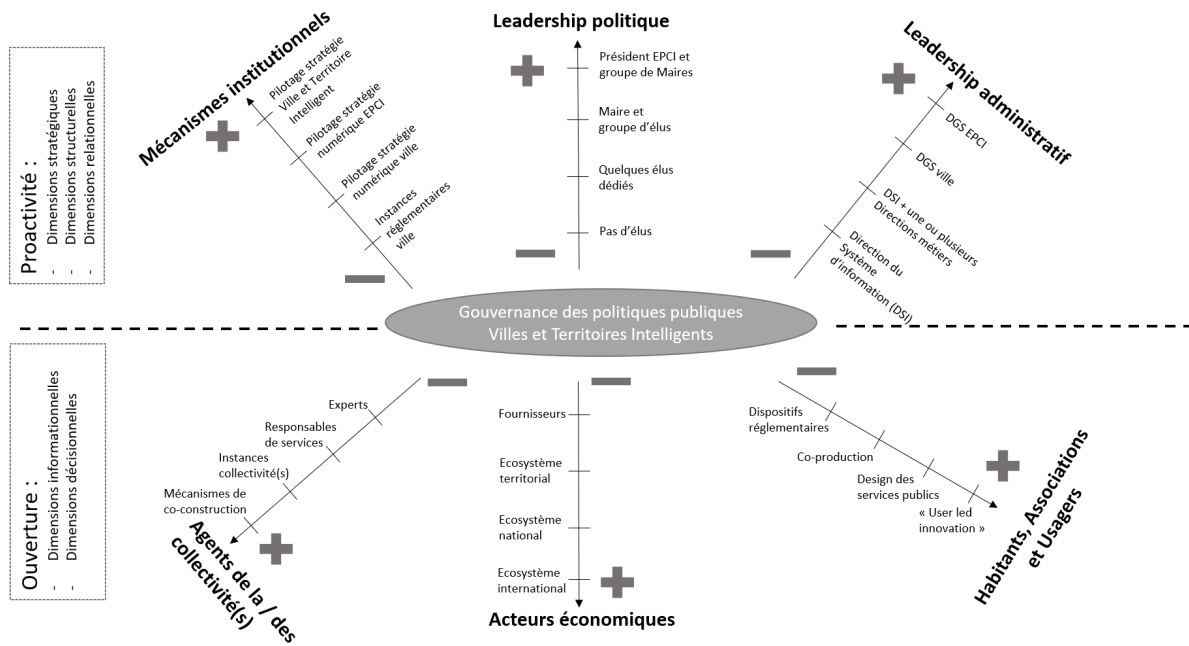 Proactivité :
- Dimensions stratégiques
- Dimensions structurelles
- Dimensions relationnelles
Mécanismes institutionnels
Pilotage stratégie
Ville et Territoire
Intelligent
Pilotage stratégie
numérique EPCI
Pilotage stratégie
numérique ville
Instances
réglementaires
ville
Leadership politique
Président EPCI et
groupe de Maires
Maire et
groupe d'élus
Quelques élus
dédiés
Pas d'élus
Leadership administratif
DGS EPCI
DGS ville
DSI + une ou plusieurs
Directions métiers
Direction du
Système
d'information (DSI)
Gouvernance des politiques publiques
Villes et Territoires Intelligents
Ouverture :
- Dimensions informationnelles
- Dimensions décisionnelles
Experts
Responsables
de services
Instances
collectivité(s)
Mécanismes de
co-construction
Agents de la / des
collectivité(s)
Fournisseurs
Ecosystème
territorial
Ecosystème
national
Ecosystème
international
Acteurs économiques
Dispositifs
réglementaires
Co-production
Design des
services publics
« User led
innovation »
Habitants, Associations
et Usagers